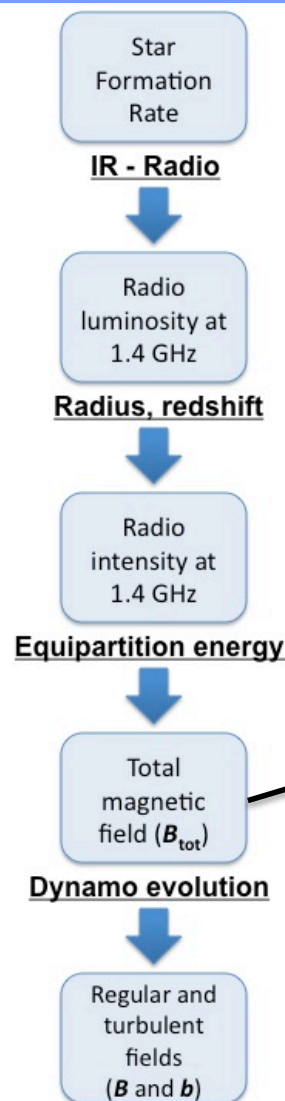 Star
Formation
Rate
IR - Radio
Radio
luminosity at
1.4 GHz
Radius, redshift
Radio
intensity at
1.4 GHz
Equipartition energy
Total
magnetic
field (B_tot)
Dynamo evolution
Regular and
turbulent
fields
(B and b)